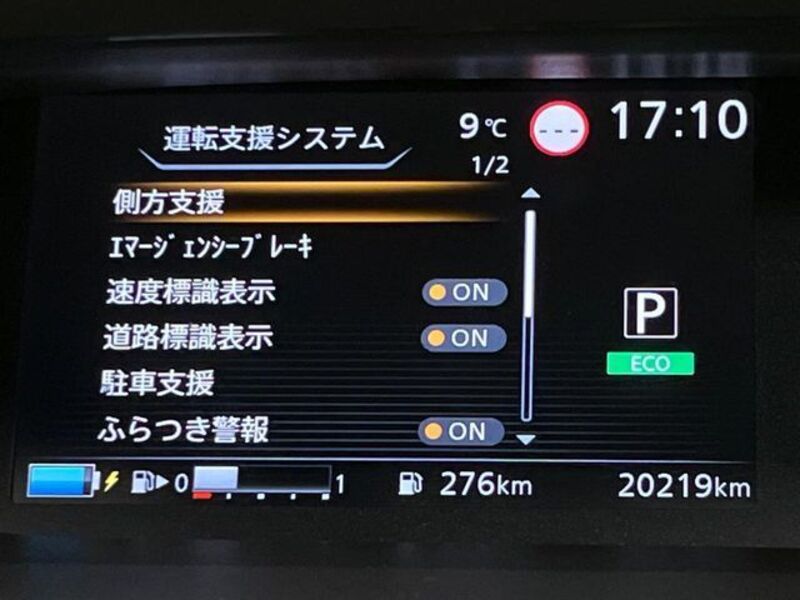 運転支援システム
9℃
---
17:10
1/2
側方支援
ｴﾏｰｼﾞｪﾝｼｰﾌﾞﾚｰｷ
速度標識表示 ON
道路標識表示 ON
P
ECO
駐車支援
ふらつき警報 ON
0 1 276km 20219km